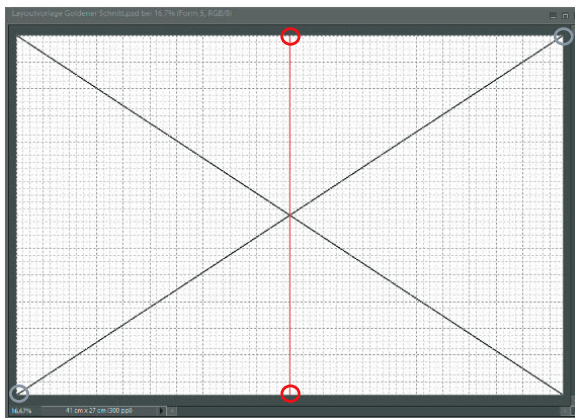 Layoutvorlage Goldener Schnitt.psd bei 16,7% (Form 5, RGB/8)
16,67%
41 cm x 27 cm (300 ppi)